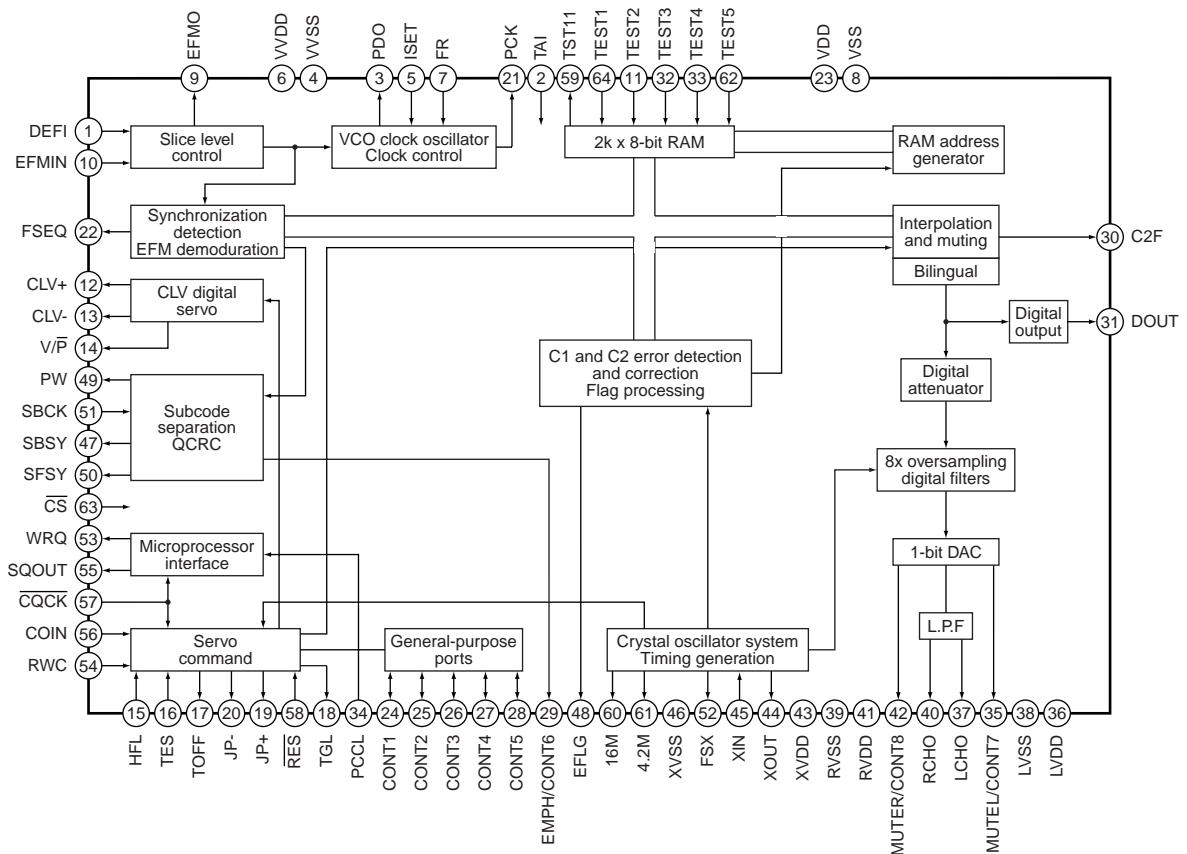 EFMO
VVDD
VVSS
PDO
ISET
FR
PCK
TAI
TST11
TEST1
TEST2
TEST3
TEST4
TEST5
VDD
VSS
9
6
4
3
5
7
21
2
59
64
11
32
33
62
23
8
DEFI
1
EFMIN
10
Slice level
control
VCO clock oscillator
Clock control
2k x 8-bit RAM
RAM address
generator
FSEQ
22
Synchronization
detection
EFM demoduration
Interpolation
and muting
Bilingual
30
C2F
CLV+
12
CLV-
13
V/P
14
CLV digital
servo
Digital
output
31
DOUT
PW
49
SBCK
51
SBSY
47
SFSY
50
Subcode
separation
QCRC
C1 and C2 error detection
and correction
Flag processing
Digital
attenuator
8x oversampling
digital filters
CS
63
WRQ
53
SQOUT
55
Microprocessor
interface
1-bit DAC
CQCK
57
COIN
56
RWC
54
Servo
command
General-purpose
ports
Crystal oscillator system
Timing generation
L.P.F
15
16
17
20
19
58
18
34
24
25
26
27
28
29
48
60
61
46
52
45
44
43
39
41
42
40
37
35
38
36
HFL
TES
TOFF
JP-
JP+
RES
TGL
PCCL
CONT1
CONT2
CONT3
CONT4
CONT5
EMPH/CONT6
EFLG
16M
4.2M
XVSS
FSX
XIN
XOUT
XVDD
RVSS
RVDD
MUTER/CONT8
RCHO
LCHO
MUTEL/CONT7
LVSS
LVDD